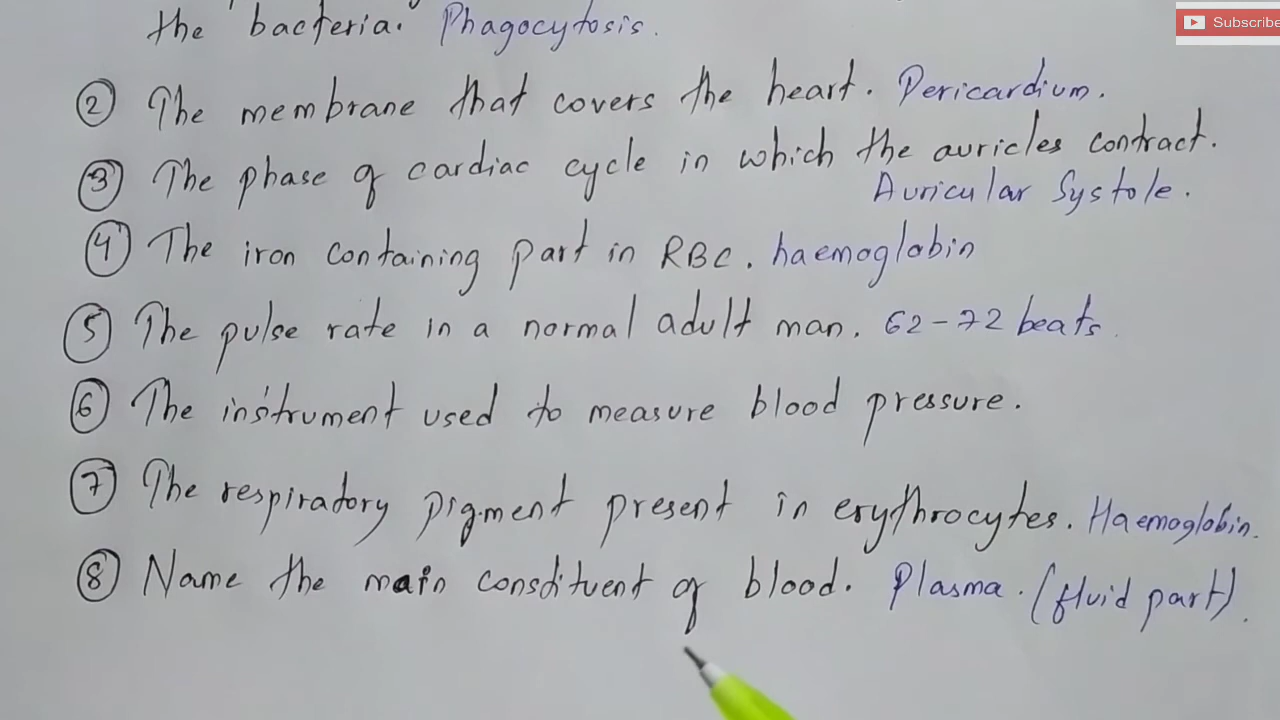 Subscribe
the bacteria. Phagocytosis.
② The membrane that covers the heart. Pericardium.
③ The phase of cardiac cycle in which the auricles contract.
Auricular Systole.
④ The iron containing part in RBC. haemoglobin
⑤ The pulse rate in a normal adult man. 62-72 beats.
⑥ The instrument used to measure blood pressure.
⑦ The respiratory pigment present in erythrocytes. Haemoglobin.
⑧ Name the main constituent of blood. Plasma. (fluid part).